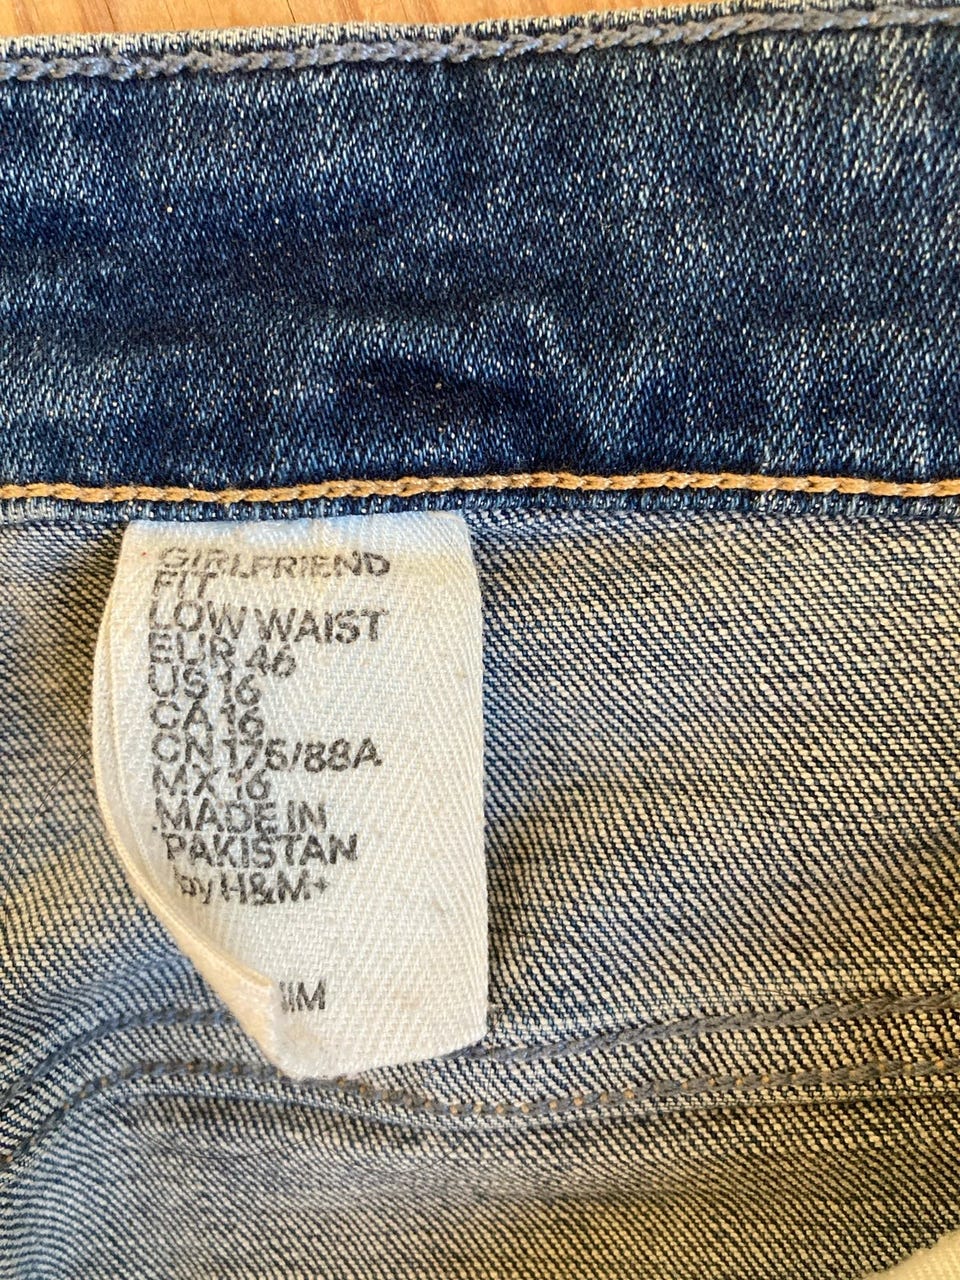 GIRLFRIEND
FIT
LOW WAIST
EUR 46
US 16
CA 16
CN 175/88A
MX 16
MADE IN
PAKISTAN
by H&M+